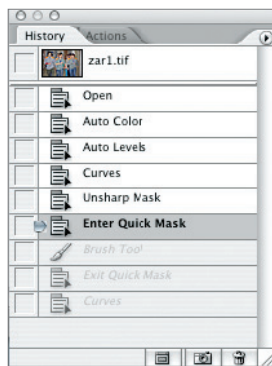 History Actions
zar1.tif
Open
Auto Color
Auto Levels
Curves
Unsharp Mask
Enter Quick Mask
Brush Tool
Exit Quick Mask
Curves